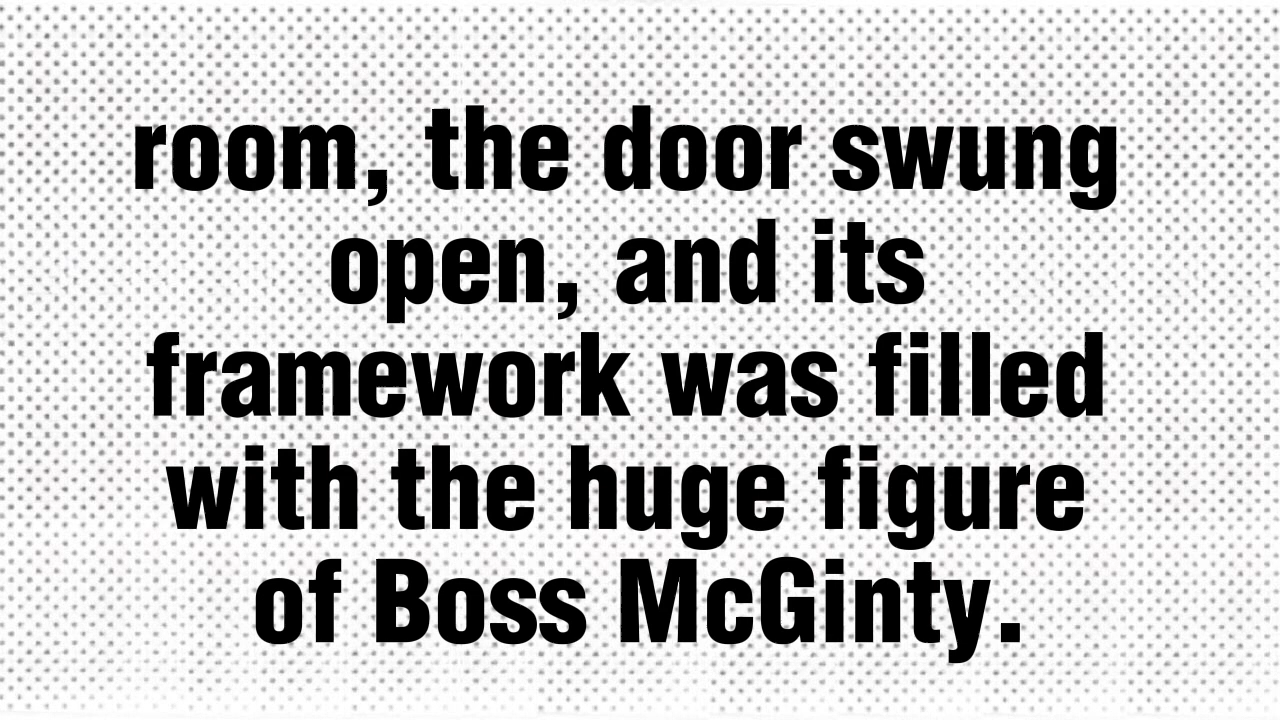 room, the door swung
open, and its
framework was filled
with the huge figure
of Boss McGinty.